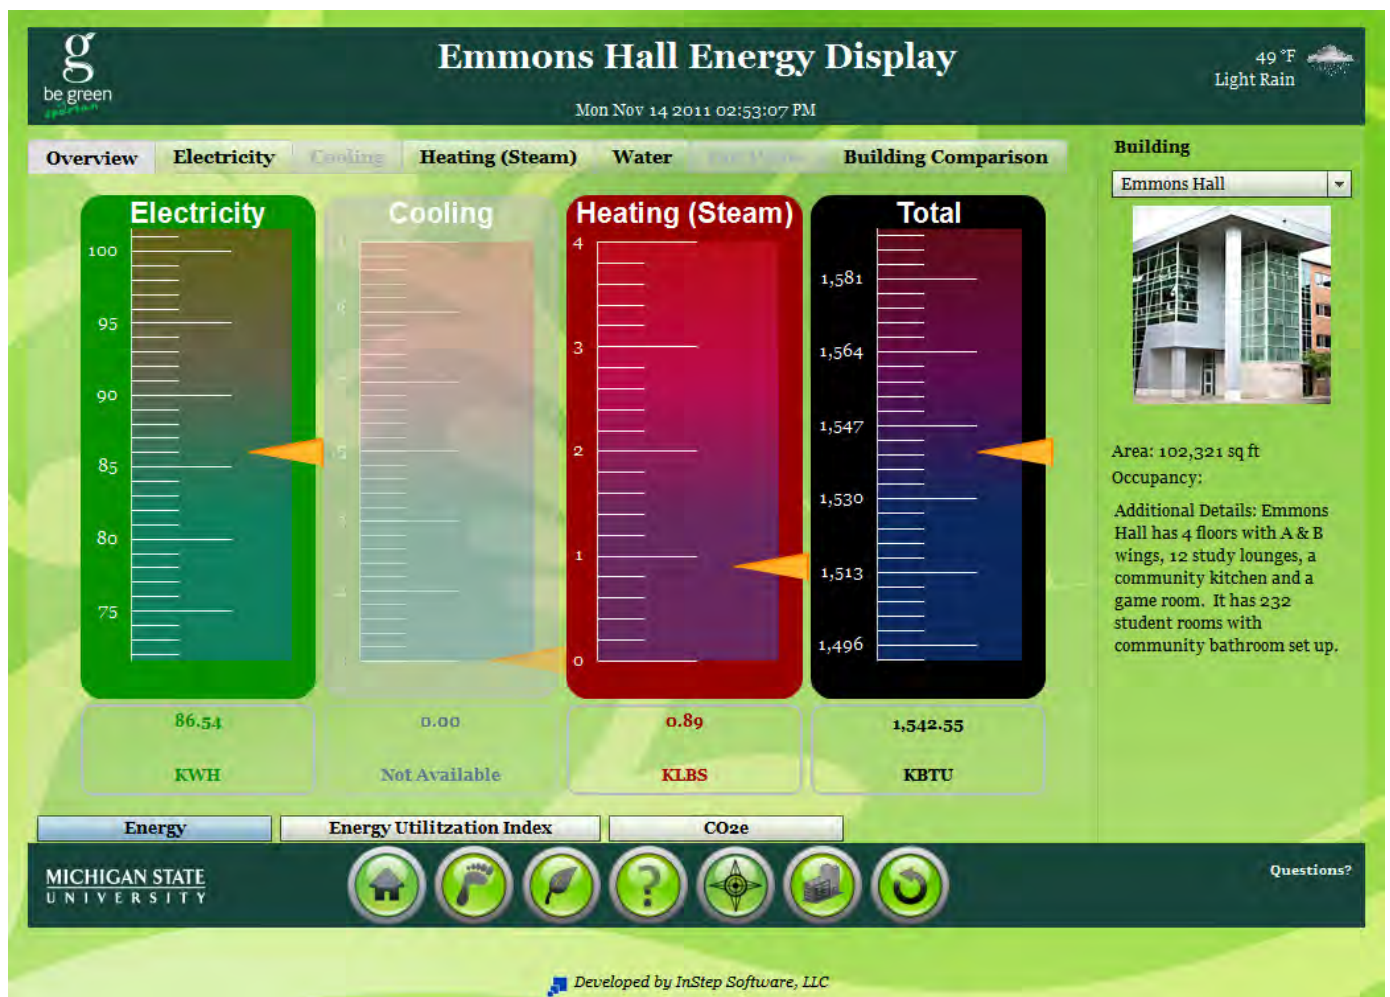 g
be green
spartan
Emmons Hall Energy Display
Mon Nov 14 2011 02:53:07 PM
49 °F
Light Rain
Overview
Electricity
Cooling
Heating (Steam)
Water
Building Comparison
Building
Emmons Hall
Electricity
100
95
90
85
80
75
86.54
KWH
Cooling
0.00
Not Available
Heating (Steam)
4
3
2
1
0
0.89
KLBS
Total
1,581
1,564
1,547
1,530
1,513
1,496
1,542.55
KBTU
Area: 102,321 sq ft
Occupancy:
Additional Details: Emmons
Hall has 4 floors with A & B
wings, 12 study lounges, a
community kitchen and a
game room. It has 232
student rooms with
community bathroom set up.
Energy
Energy Utilitzation Index
CO2e
MICHIGAN STATE
UNIVERSITY
?
Questions?
Developed by InStep Software, LLC